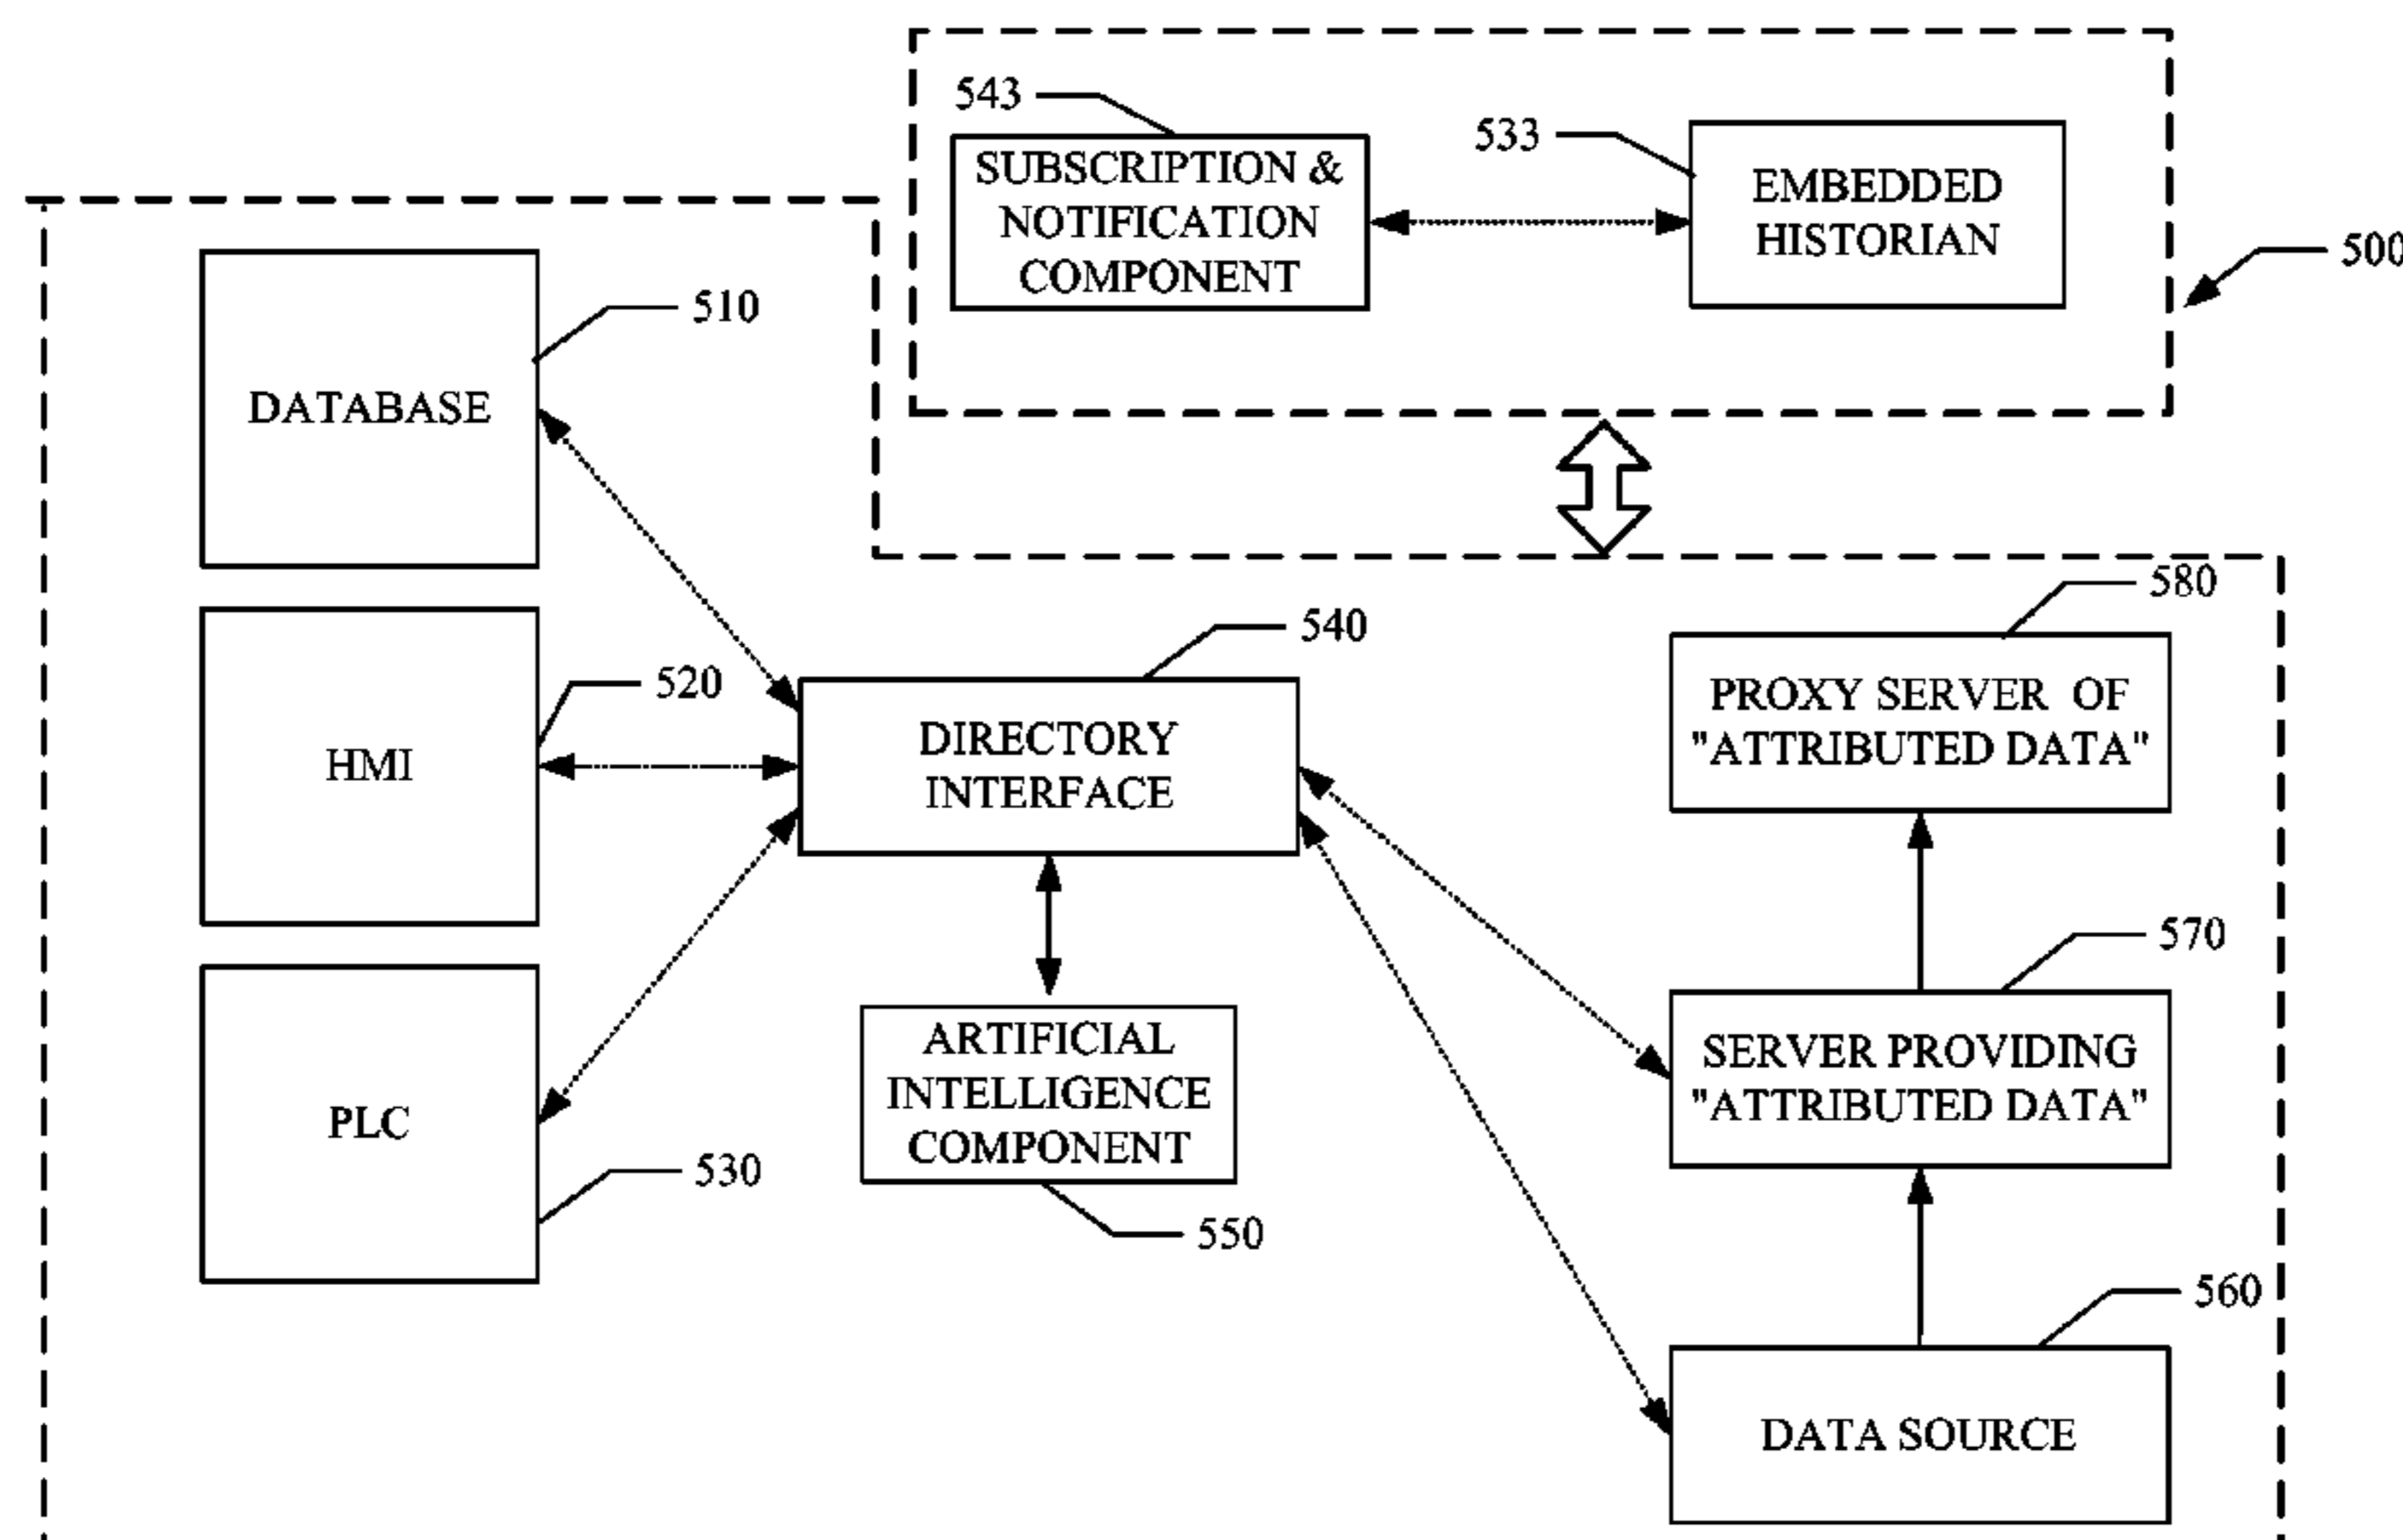 543
SUBSCRIPTION &
NOTIFICATION
COMPONENT
533
EMBEDDED
HISTORIAN
500
DATABASE
510
HMI
520
PLC
530
540
DIRECTORY
INTERFACE
ARTIFICIAL
INTELLIGENCE
COMPONENT
550
580
PROXY SERVER OF
"ATTRIBUTED DATA"
570
SERVER PROVIDING
"ATTRIBUTED DATA"
560
DATA SOURCE